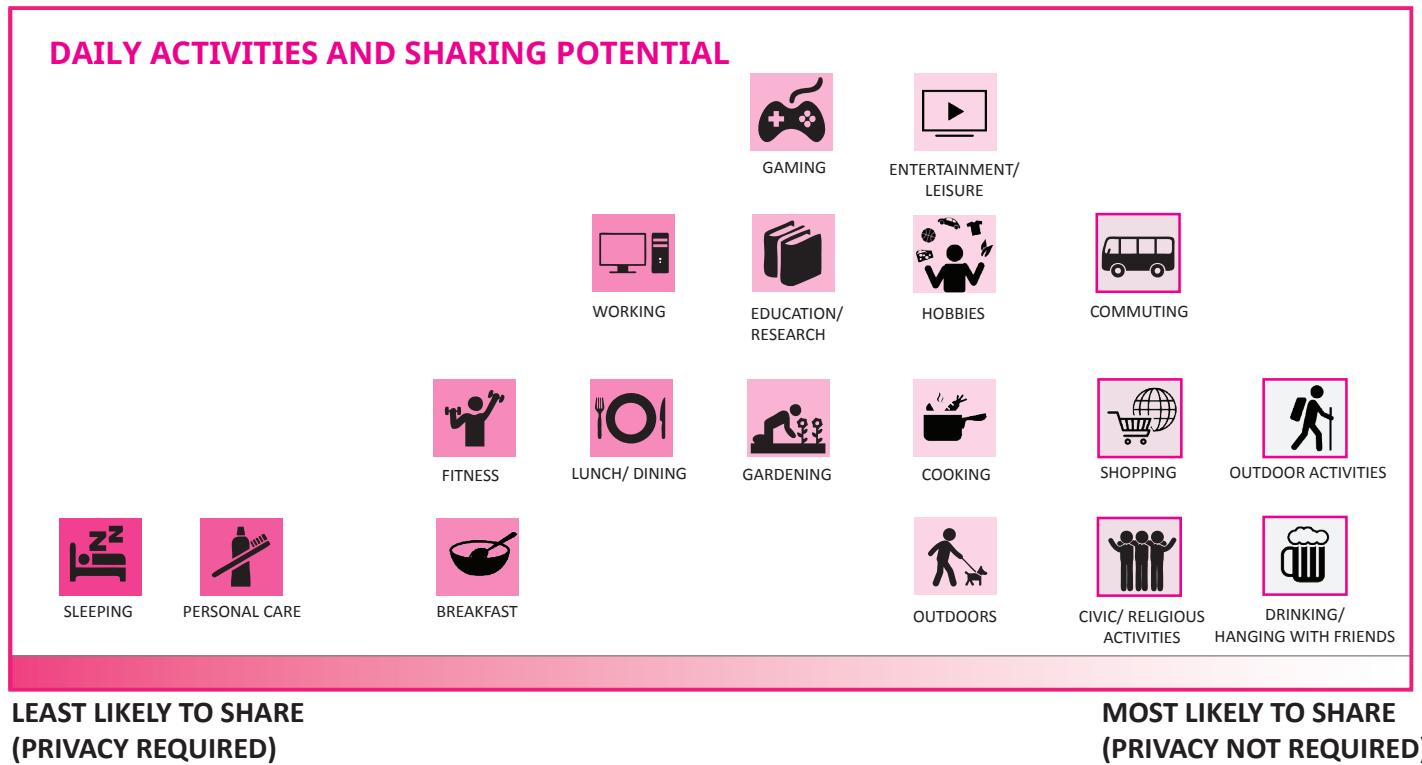 DAILY ACTIVITIES AND SHARING POTENTIAL
GAMING
ENTERTAINMENT/
LEISURE
WORKING
EDUCATION/
RESEARCH
HOBBIES
COMMUTING
FITNESS
LUNCH/ DINING
GARDENING
COOKING
SHOPPING
OUTDOOR ACTIVITIES
ZZ
SLEEPING
PERSONAL CARE
BREAKFAST
OUTDOORS
CIVIC/ RELIGIOUS
ACTIVITIES
DRINKING/
HANGING WITH FRIENDS
LEAST LIKELY TO SHARE
(PRIVACY REQUIRED)
MOST LIKELY TO SHARE
(PRIVACY NOT REQUIRED)